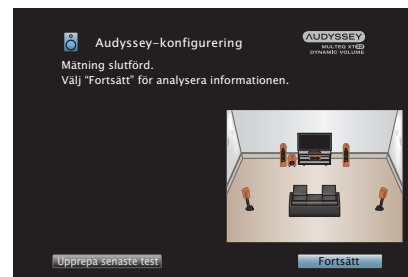 Audyssey-konfigurering
AUDYSSEY
MULTEQ XT32
DYNAMIC VOLUME
Mätning slutförd.
Välj “Fortsätt” för analysera informationen.
Upprepa senaste test
Fortsätt